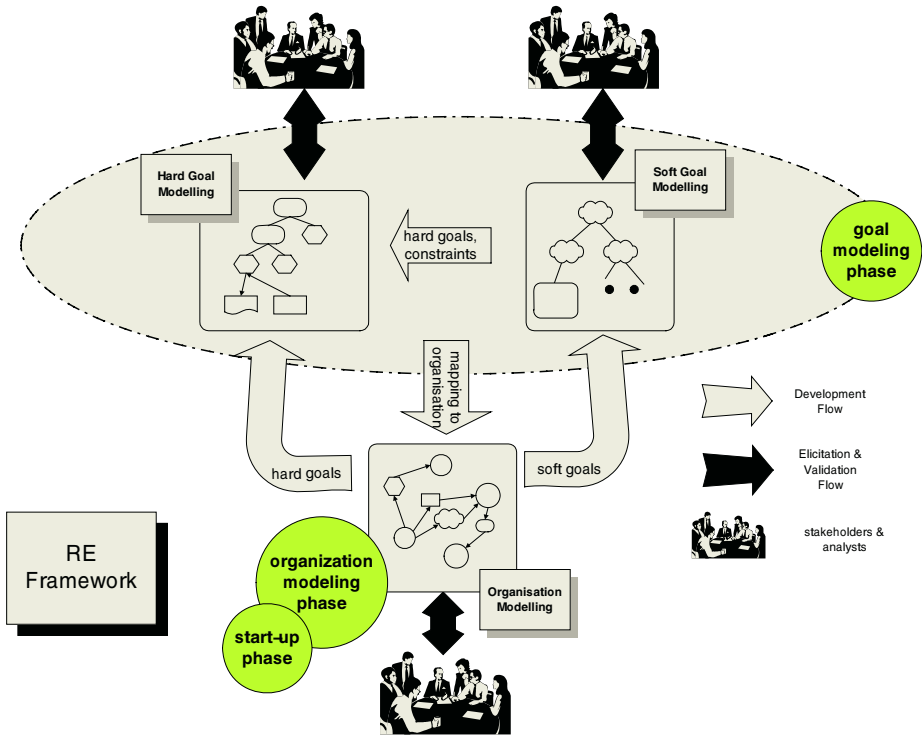 Hard Goal
Modelling
Soft Goal
Modelling
goal
modeling
phase
hard goals,
constraints
mapping to
organisation
Development
Flow
hard goals
soft goals
Elicitation &
Validation
Flow
stakeholders &
analysts
RE
Framework
organization
modeling
phase
start-up
phase
Organisation
Modelling